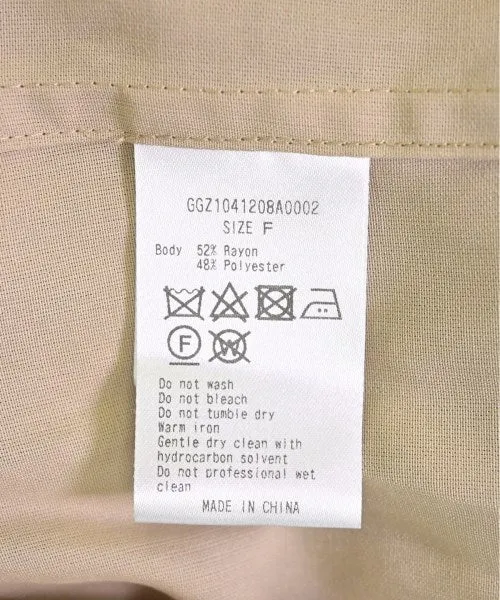 GGZ1041208A0002
SIZE F
Body 52% Rayon
48% Polyester
F W
Do not wash
Do not bleach
Do not tumble dry
Warm iron
Gentle dry clean with
hydrocarbon solvent
Do not professional wet
clean
MADE IN CHINA